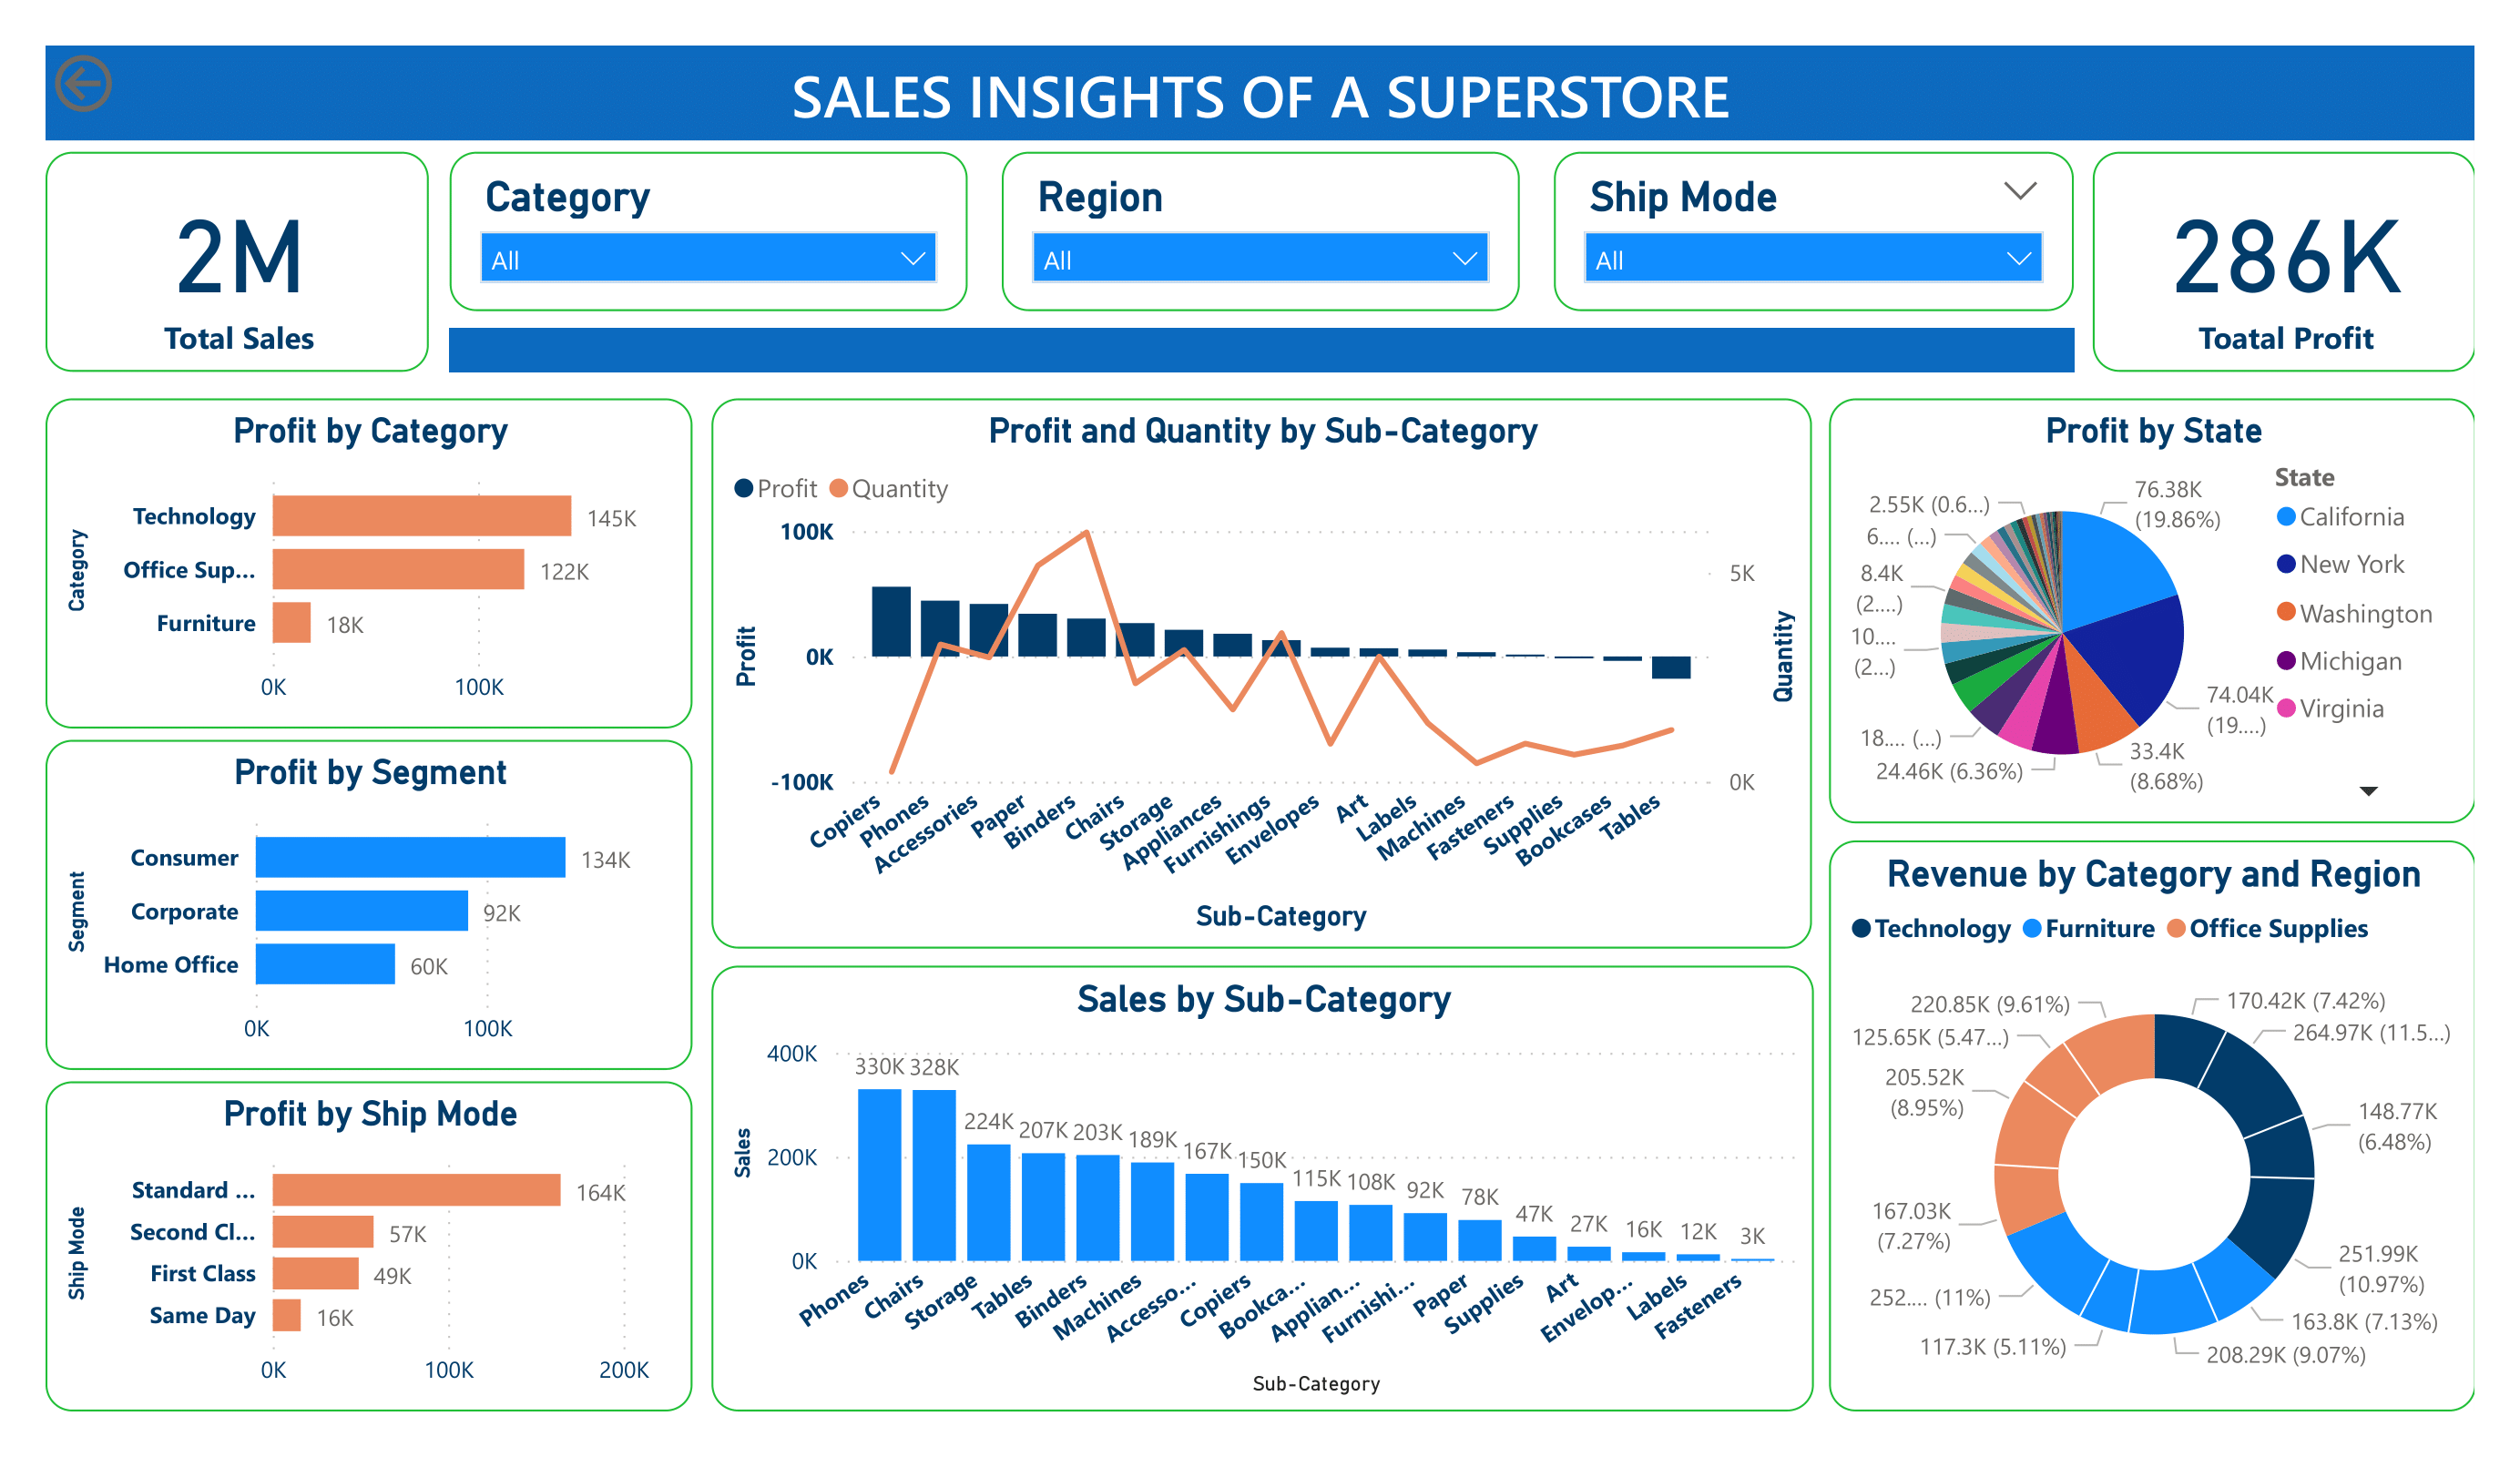 SALES INSIGHTS OF A SUPERSTORE
2M
Total Sales
Category
All
Region
All
Ship Mode
All
286K
Toatal Profit
Profit by Category
Category
Technology
145K
Office Sup...
122K
Furniture
18K
0K
100K
Profit by Segment
Segment
Consumer
134K
Corporate
92K
Home Office
60K
0K
100K
Profit by Ship Mode
Ship Mode
Standard ...
164K
Second Cl...
57K
First Class
49K
Same Day
16K
0K
100K
200K
Profit and Quantity by Sub-Category
Profit
Quantity
100K
0K
-100K
Profit
5K
0K
Quantity
Copiers
Phones
Accessories
Paper
Binders
Chairs
Storage
Appliances
Furnishings
Envelopes
Art
Labels
Machines
Fasteners
Supplies
Bookcases
Tables
Sub-Category
Sales by Sub-Category
Sales
400K
200K
0K
330K
328K
224K
207K
203K
189K
167K
150K
115K
108K
92K
78K
47K
27K
16K
12K
3K
Phones
Chairs
Storage
Tables
Binders
Machines
Accesso...
Copiers
Bookca...
Applian...
Furnishi...
Paper
Supplies
Art
Envelop...
Labels
Fasteners
Sub-Category
Profit by State
State
California
New York
Washington
Michigan
Virginia
76.38K
(19.86%)
74.04K
(19....)
33.4K
(8.68%)
24.46K (6.36%)
18.... (...)
10....
(2...)
8.4K
(2....)
6.... (...)
2.55K (0.6...)
Revenue by Category and Region
Technology
Furniture
Office Supplies
170.42K (7.42%)
264.97K (11.5...)
148.77K
(6.48%)
251.99K
(10.97%)
163.8K (7.13%)
208.29K (9.07%)
117.3K (5.11%)
252.... (11%)
167.03K
(7.27%)
205.52K
(8.95%)
125.65K (5.47...)
220.85K (9.61%)